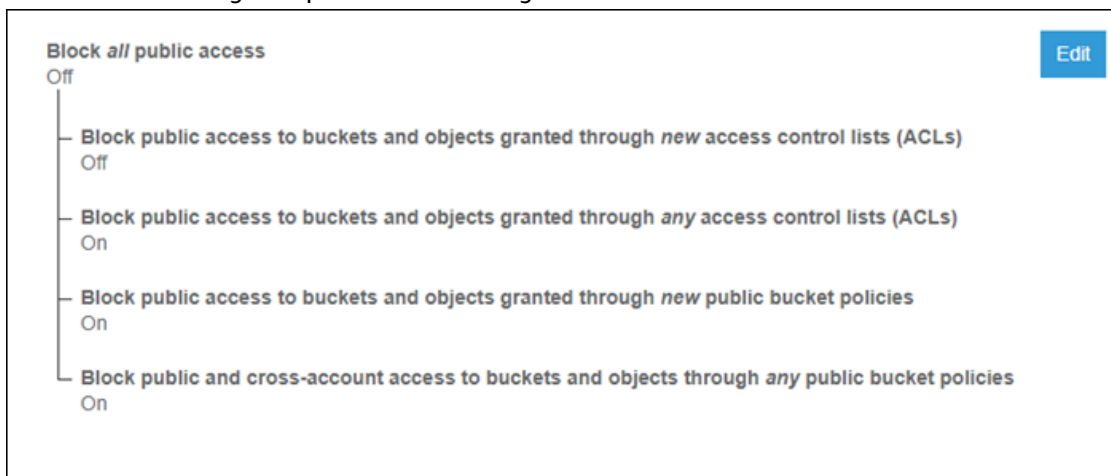 Block all public access
Edit
Off
Block public access to buckets and objects granted through new access control lists (ACLs)
Off
Block public access to buckets and objects granted through any access control lists (ACLs)
On
Block public access to buckets and objects granted through new public bucket policies
On
Block public and cross-account access to buckets and objects through any public bucket policies
On